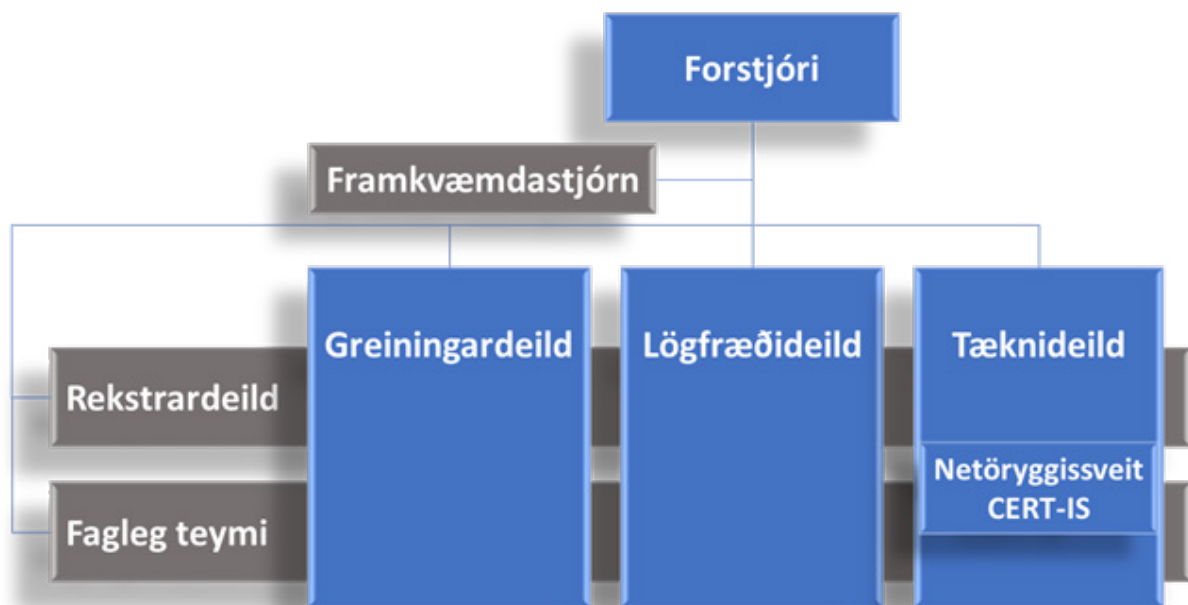 Forstjóri
Framkvæmdastjórn
Greiningardeild
Lögfræðideild
Tæknideild
Rekstrardeild
Netöryggissveit
CERT-IS
Fagleg teymi